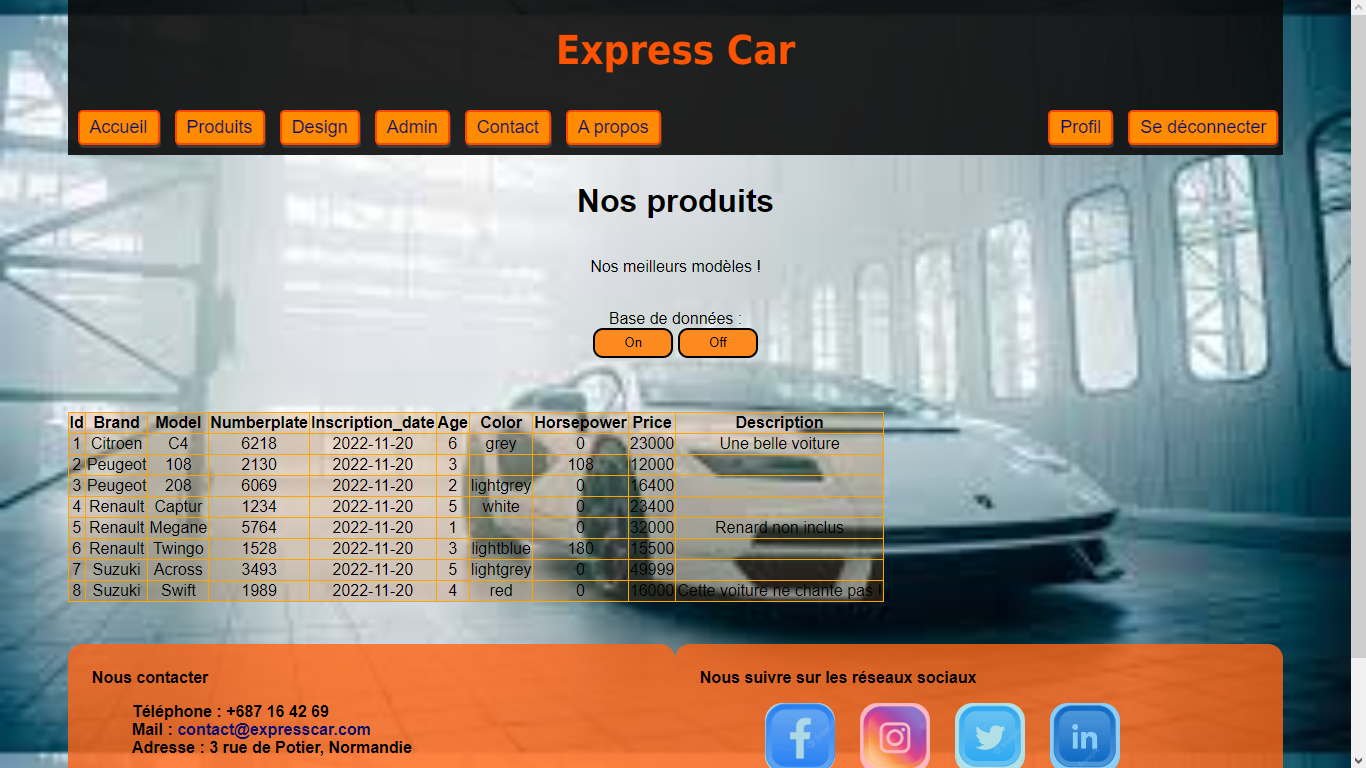 Express Car
Accueil Produits Design Admin Contact A propos Profil Se déconnecter
Nos produits
Nos meilleurs modèles !
Base de données :
On Off
Id Brand Model Numberplate Inscription_date Age Color Horsepower Price Description
1 Citroen C4 6218 2022-11-20 6 grey 0 23000 Une belle voiture
2 Peugeot 108 2130 2022-11-20 3 108 12000
3 Peugeot 208 6069 2022-11-20 2 lightgrey 0 16400
4 Renault Captur 1234 2022-11-20 5 white 0 23400
5 Renault Megane 5764 2022-11-20 1 0 32000 Renard non inclus
6 Renault Twingo 1528 2022-11-20 3 lightblue 180 15500
7 Suzuki Across 3493 2022-11-20 5 lightgrey 0 49999
8 Suzuki Swift 1989 2022-11-20 4 red 0 16000 Cette voiture ne chante pas !
Nous contacter
Téléphone : +687 16 42 69
Mail : contact@expresscar.com
Adresse : 3 rue de Potier, Normandie
Nous suivre sur les réseaux sociaux
in